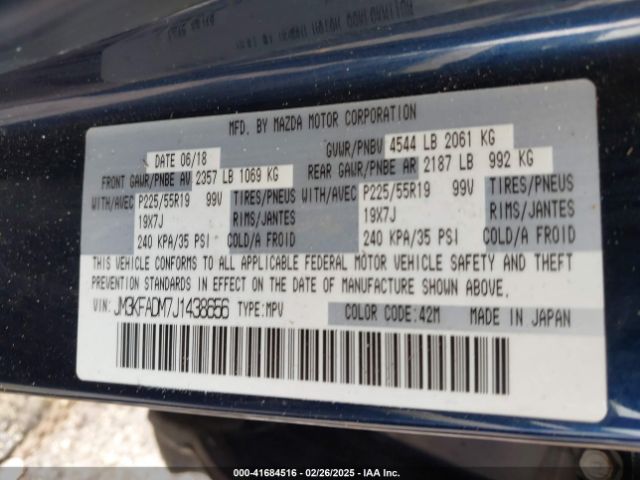 MFD. BY MAZDA MOTOR CORPORATION
DATE 06/18 GVWR/PNBV 4544 LB 2061 KG
FRONT GAWR/PNBE AV 2357 LB 1069 KG REAR GAWR/PNBE AR 2187 LB 992 KG
WITH/AVEC P225/55R19 99V TIRES/PNEUS WITH/AVEC P225/55R19 99V TIRES/PNEUS
19X7J RIMS/JANTES 19X7J RIMS/JANTES
240 KPA/35 PSI COLD/A FROID 240 KPA/35 PSI COLD/A FROID
THIS VEHICLE CONFORMS TO ALL APPLICABLE FEDERAL MOTOR VEHICLE SAFETY AND THEFT
PREVENTION STANDARDS IN EFFECT ON THE DATE OF MANUFACTURE SHOWN ABOVE.
VIN: JM3KFADM7J1438656 TYPE:MPV COLOR CODE:42M MADE IN JAPAN
000-41684516 | 02/26/2025 | IAA Inc.